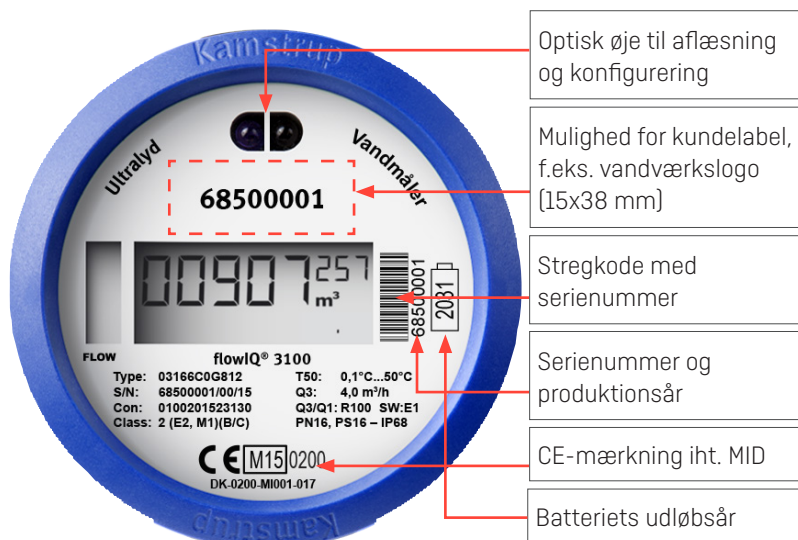 Kamstrup
Ultralyd
Vandmåler
68500001
00907257
m³
68500001
2031
FLOW
flowIQ® 3100
Type: 03166C0G812 T50: 0,1°C...50°C
S/N: 68500001/00/15 Q3: 4,0 m³/h
Con: 0100201523130 Q3/Q1: R100 SW:E1
Class: 2 (E2, M1)(B/C) PN16, PS16 – IP68
CE M15 0200
DK-0200-MI001-017
Kamstrup
Optisk øje til aflæsning
og konfigurering
Mulighed for kundelabel,
f.eks. vandværkslogo
(15x38 mm)
Stregkode med
serienummer
Serienummer og
produktionsår
CE-mærkning iht. MID
Batteriets udløbsår